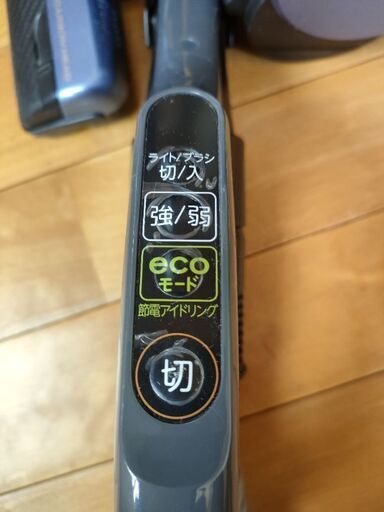 ライト/ブラシ
切/入
強/弱
eco
モード
節電アイドリング
切